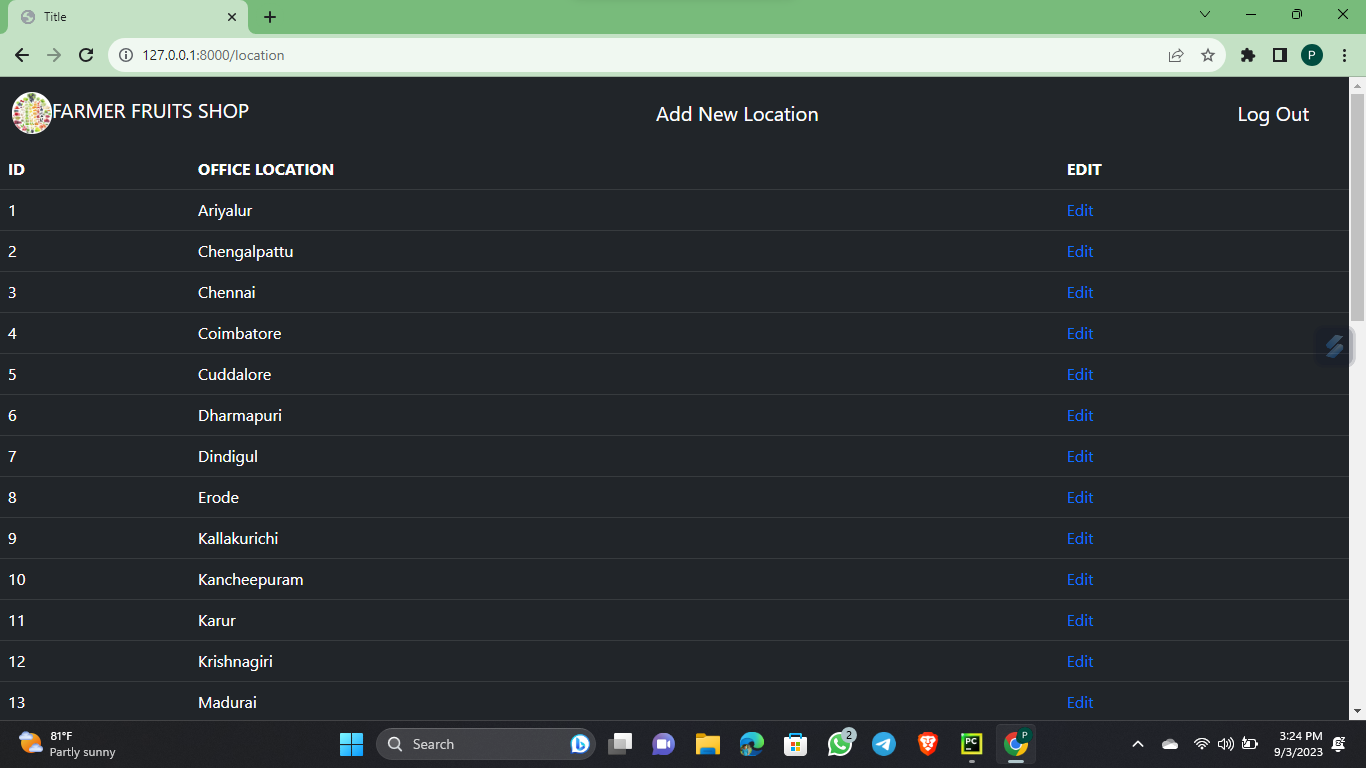 Title
127.0.0.1:8000/location
P
FARMER FRUITS SHOP
Add New Location
Log Out
ID OFFICE LOCATION EDIT
1 Ariyalur Edit
2 Chengalpattu Edit
3 Chennai Edit
4 Coimbatore Edit
5 Cuddalore Edit
6 Dharmapuri Edit
7 Dindigul Edit
8 Erode Edit
9 Kallakurichi Edit
10 Kancheepuram Edit
11 Karur Edit
12 Krishnagiri Edit
13 Madurai Edit
81°F
Partly sunny
Search
2
PC
P
3:24 PM
9/3/2023